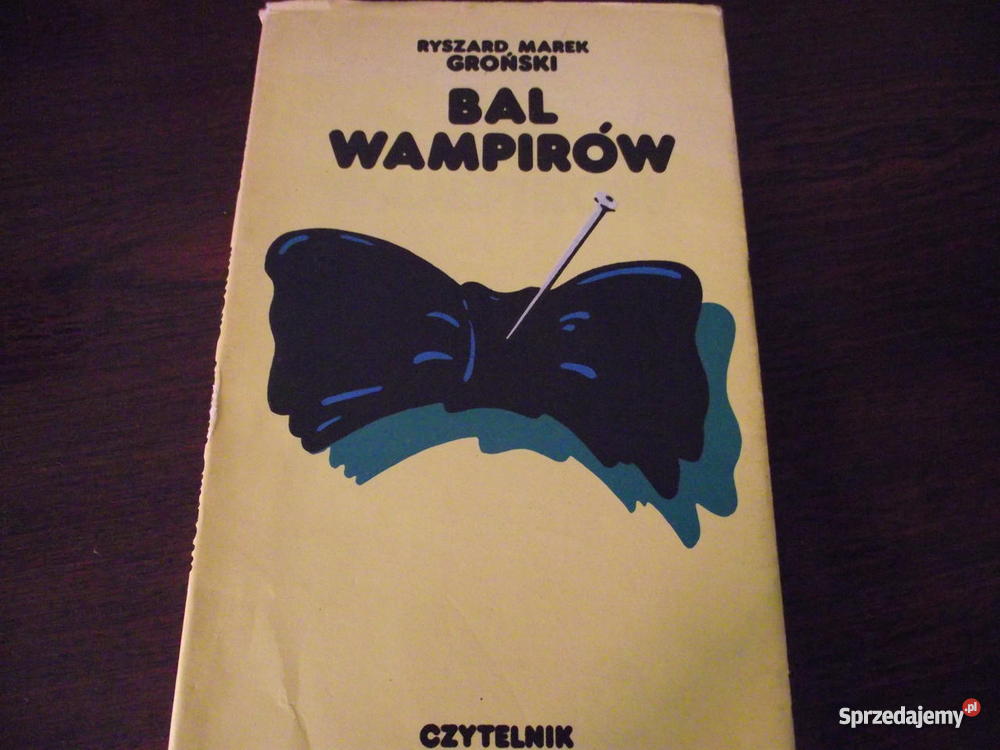 RYSZARD MAREK
GROŃSKI
BAL
WAMPIRÓW
CZYTELNIK
Sprzedajemy.pl